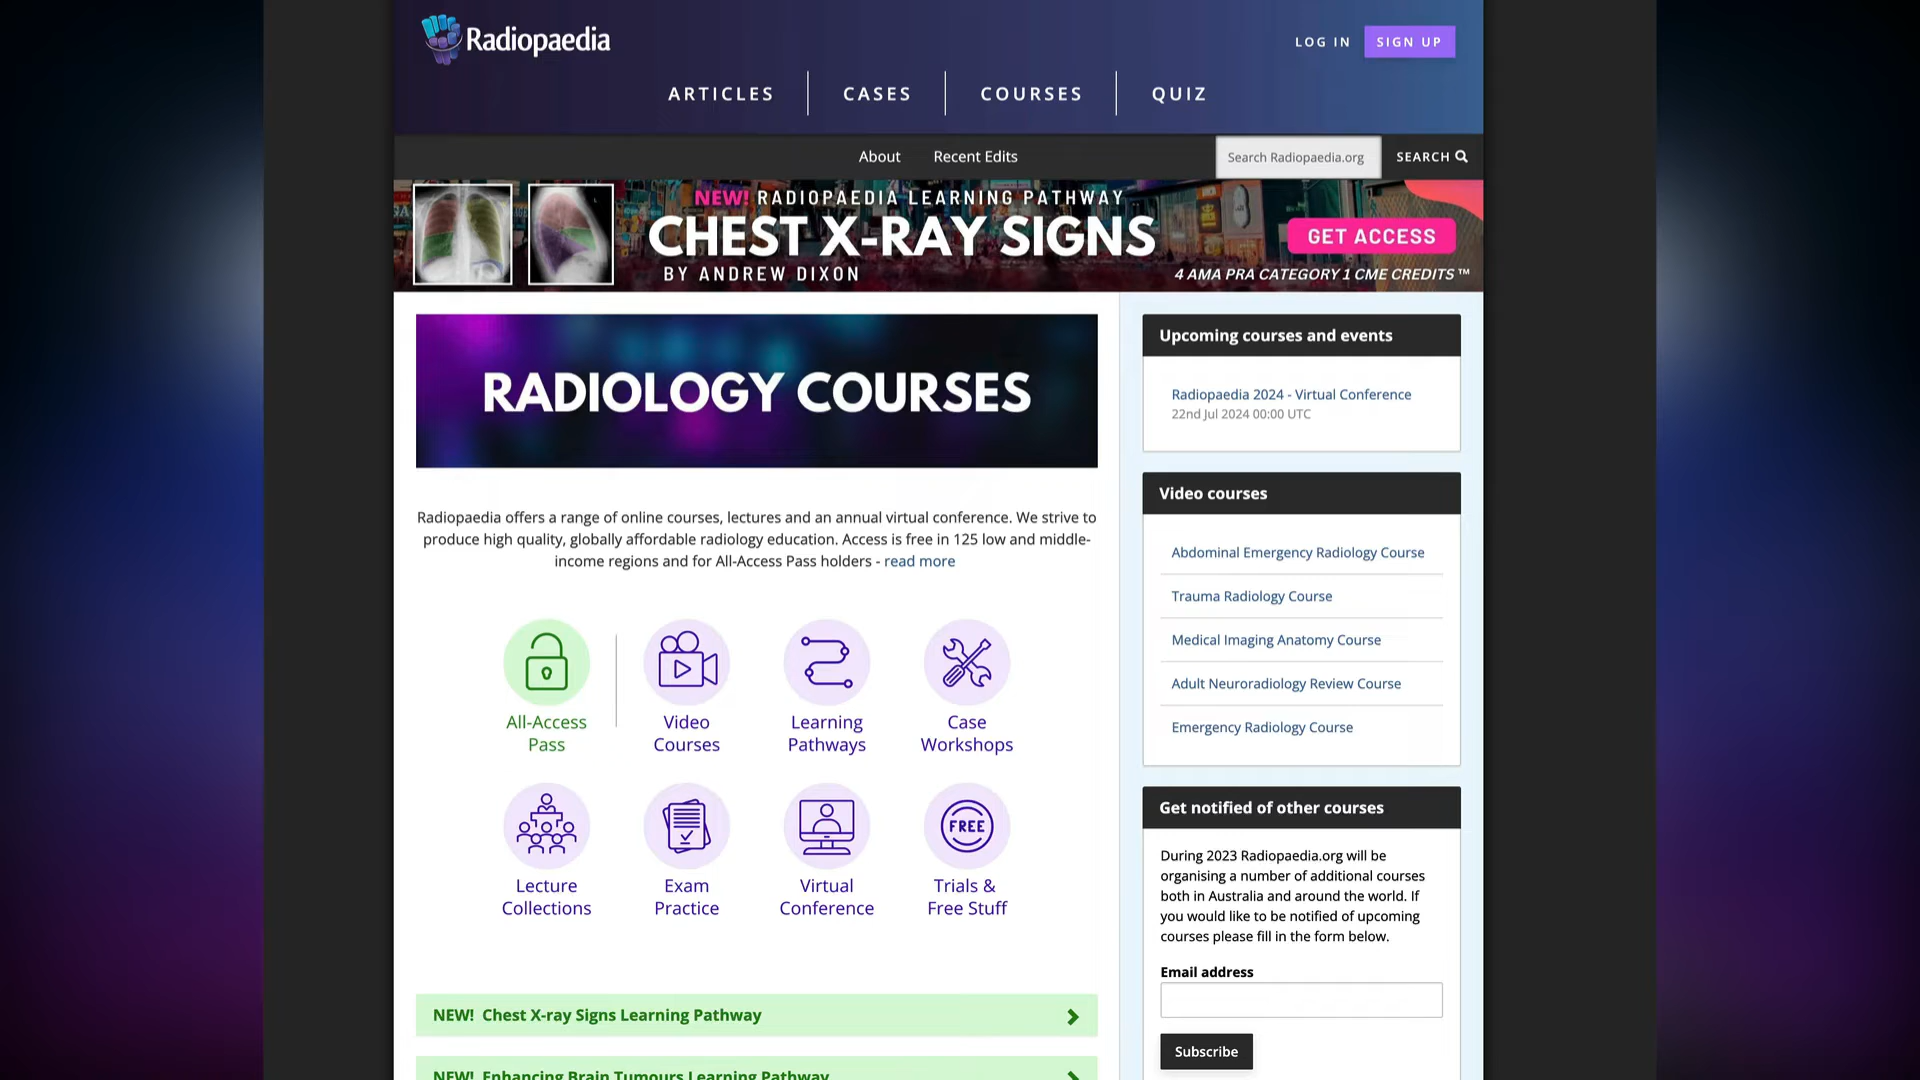 Radiopaedia
LOG IN
SIGN UP
ARTICLES
CASES
COURSES
QUIZ
About
Recent Edits
Search Radiopaedia.org
SEARCH
NEW! RADIOPAEDIA LEARNING PATHWAY
CHEST X-RAY SIGNS
BY ANDREW DIXON
GET ACCESS
4 AMA PRA CATEGORY 1 CME CREDITS ™
RADIOLOGY COURSES
Radiopaedia offers a range of online courses, lectures and an annual virtual conference. We strive to
produce high quality, globally affordable radiology education. Access is free in 125 low and middle-
income regions and for All-Access Pass holders - read more
All-Access
Pass
Video
Courses
Learning
Pathways
Case
Workshops
Lecture
Collections
Exam
Practice
Virtual
Conference
FREE
Trials &
Free Stuff
NEW! Chest X-ray Signs Learning Pathway
NEW! Enhancing Brain Tumours Learning Pathway
Upcoming courses and events
Radiopaedia 2024 - Virtual Conference
22nd Jul 2024 00:00 UTC
Video courses
Abdominal Emergency Radiology Course
Trauma Radiology Course
Medical Imaging Anatomy Course
Adult Neuroradiology Review Course
Emergency Radiology Course
Get notified of other courses
During 2023 Radiopaedia.org will be
organising a number of additional courses
both in Australia and around the world. If
you would like to be notified of upcoming
courses please fill in the form below.
Email address
Subscribe